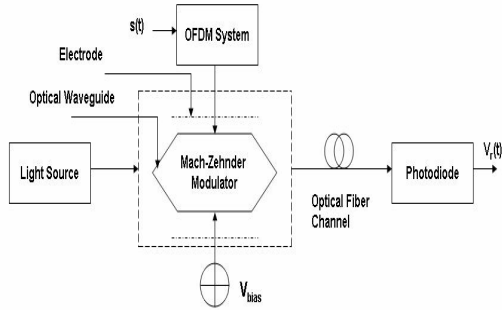 s(t)
OFDM System
Electrode
Optical Waveguide
Light Source
Mach-Zehnder
Modulator
Optical Fiber
Channel
Photodiode
Vr(t)
Vbias